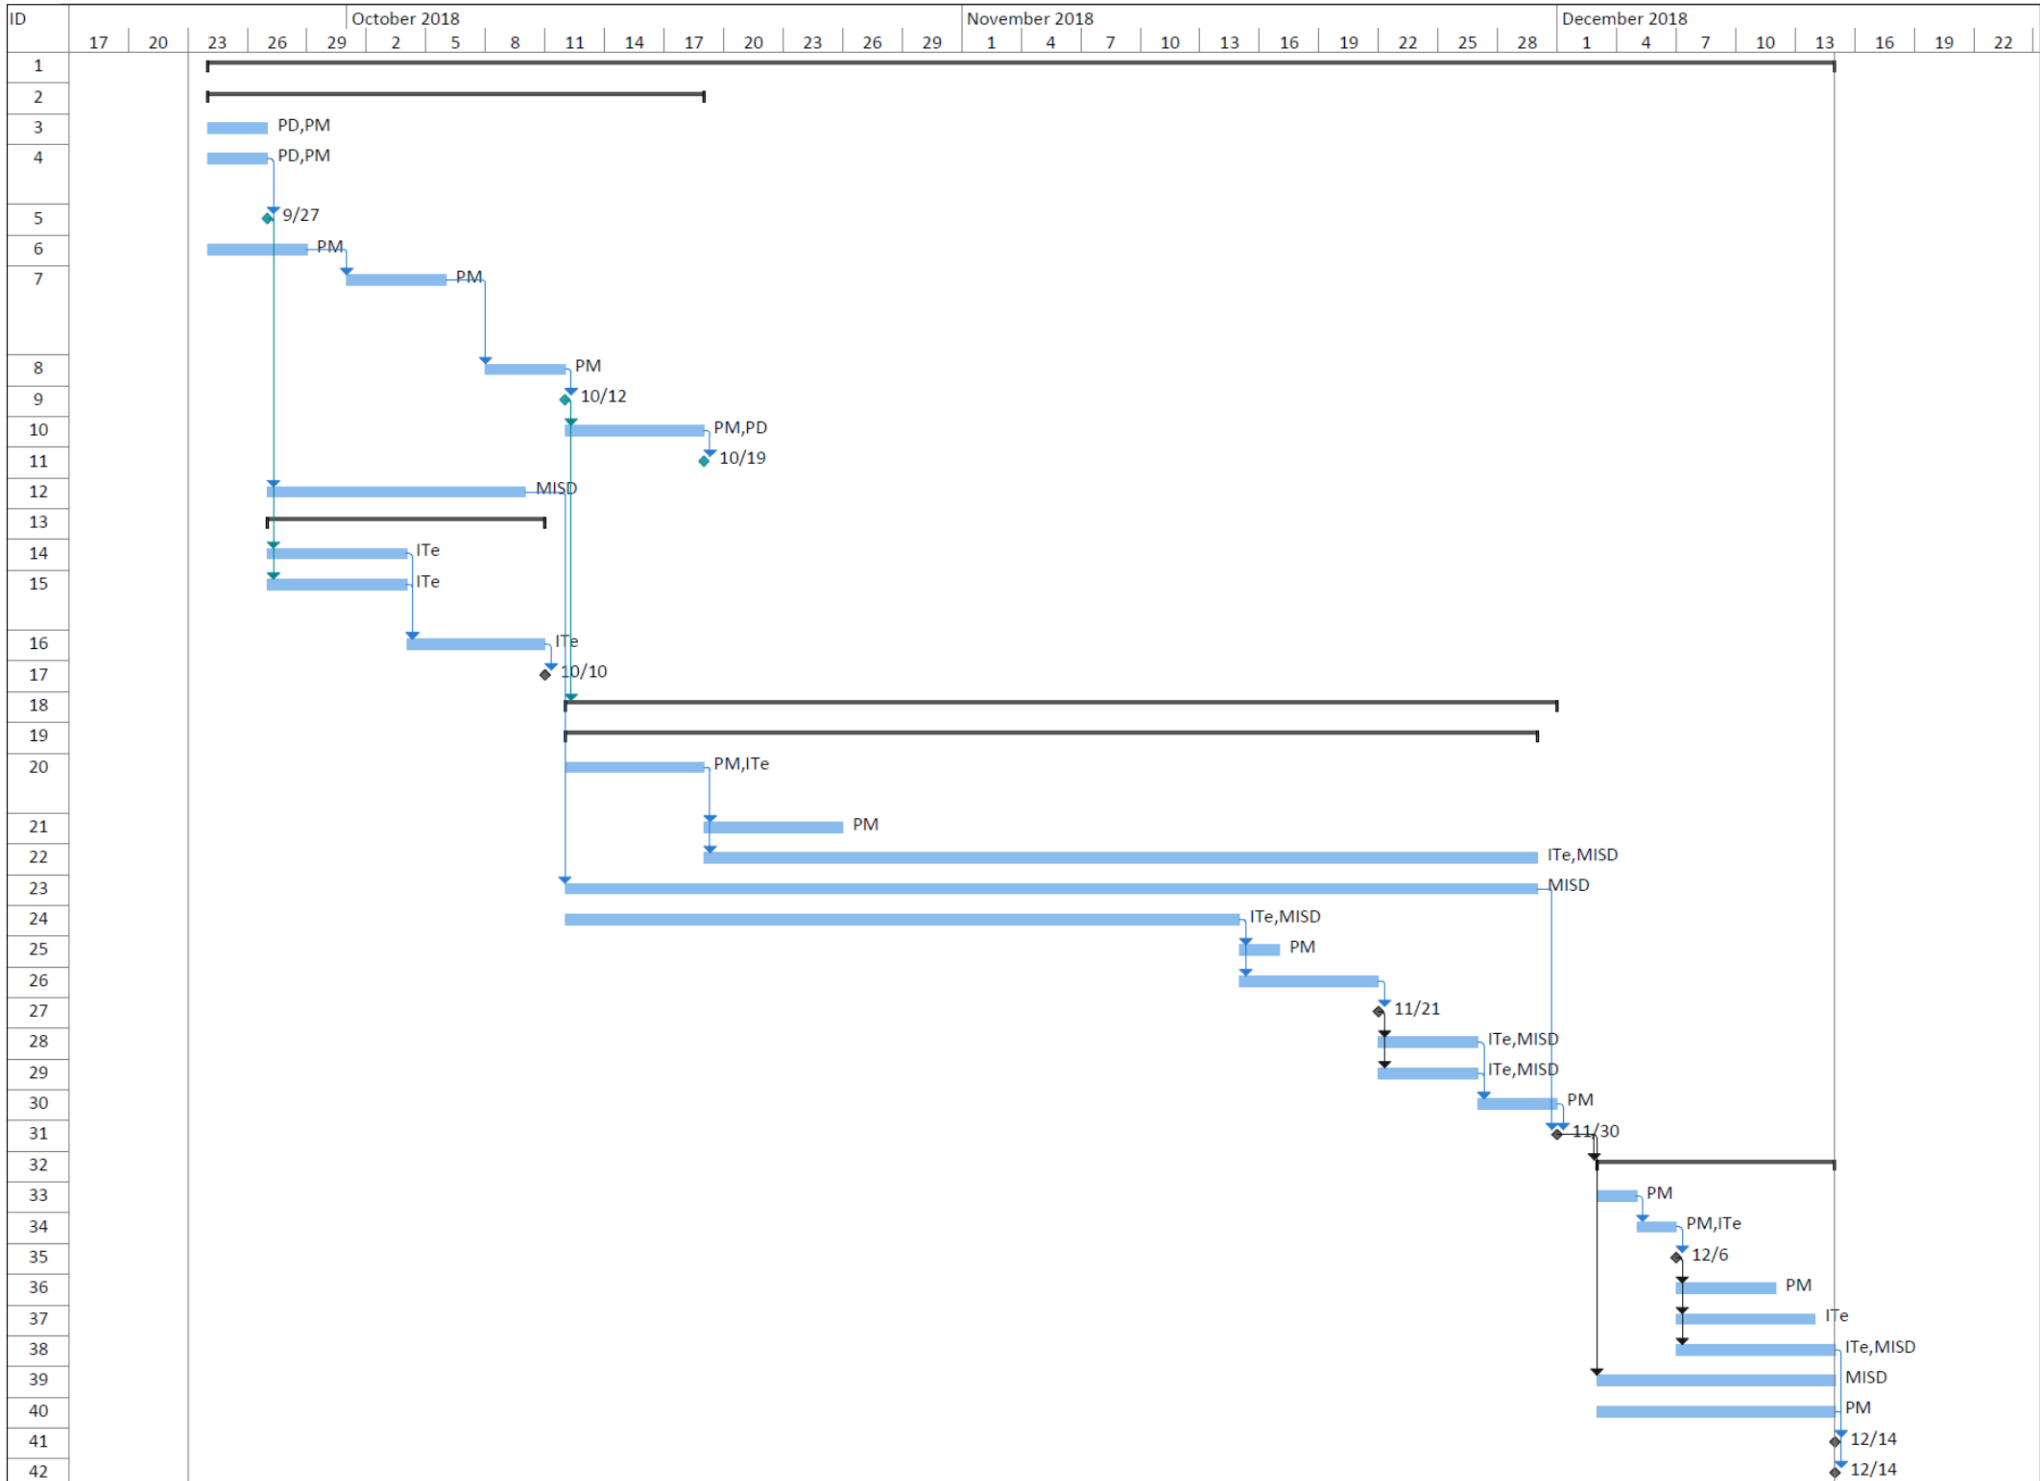 ID October 2018 November 2018 December 2018
17 20 23 26 29 2 5 8 11 14 17 20 23 26 29 1 4 7 10 13 16 19 22 25 28 1 4 7 10 13 16 19 22
1
2
3 PD,PM
4 PD,PM
5 9/27
6 PM
7 PM
8 PM
9 10/12
10 PM,PD
11 10/19
12 MISD
13
14 ITe
15 ITe
16 ITe
17 10/10
18
19
20 PM,ITe
21 PM
22 ITe,MISD
23 MISD
24 ITe,MISD
25 PM
26
27 11/21
28 ITe,MISD
29 ITe,MISD
30 PM
31 11/30
32
33 PM
34 PM,ITe
35 12/6
36 PM
37 ITe
38 ITe,MISD
39 MISD
40 PM
41 12/14
42 12/14